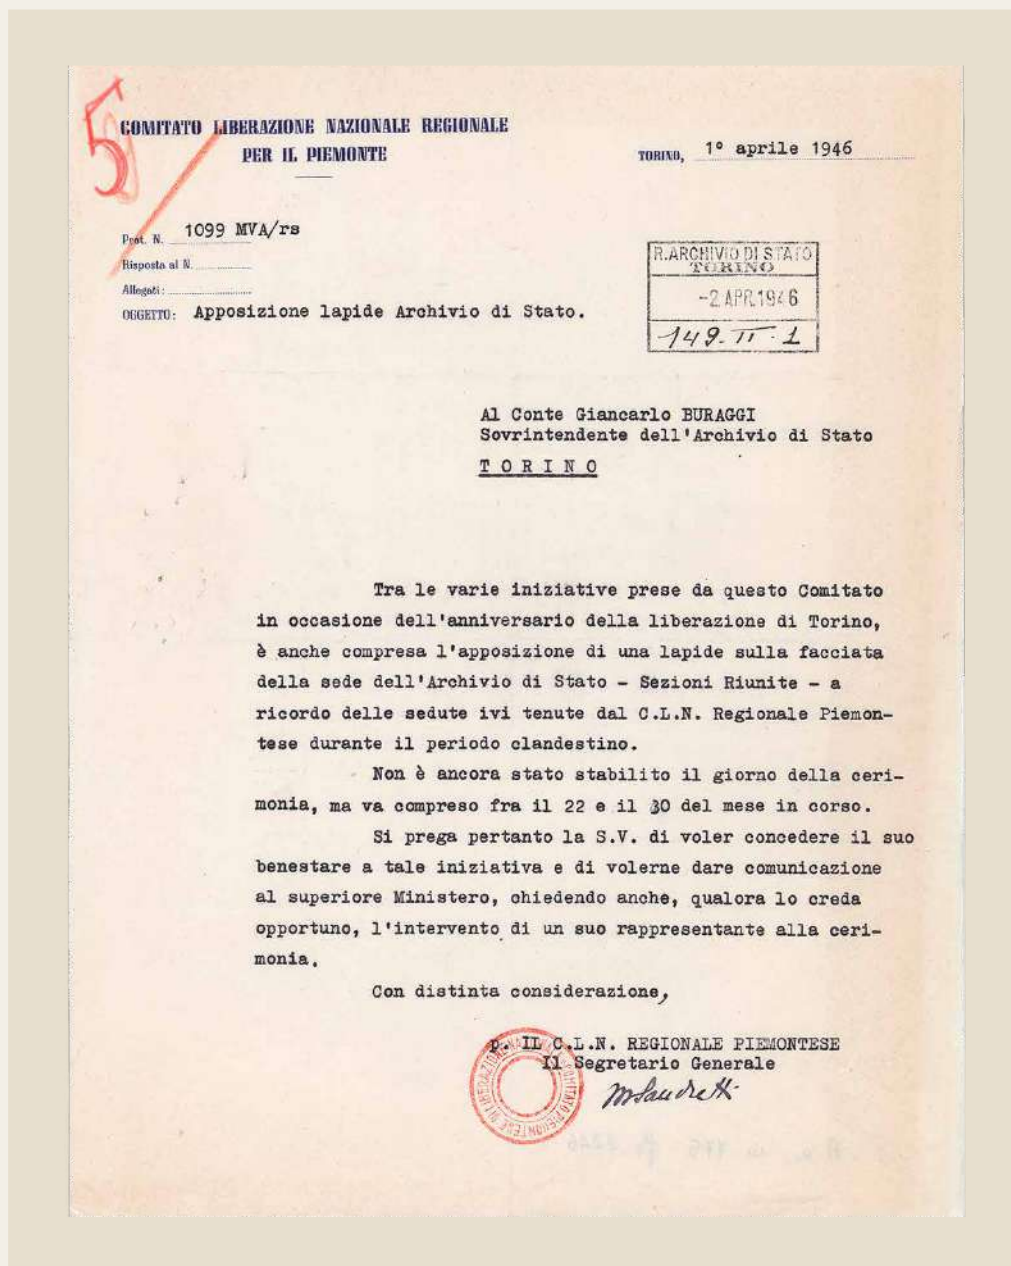 5
COMITATO LIBERAZIONE NAZIONALE REGIONALE
PER IL PIEMONTE
TORINO, 1° aprile 1946
Prot. N. 1099 MVA/rs
Risposta al N.
Allegati:
OGGETTO: Apposizione lapide Archivio di Stato.
R.ARCHIVIO DI STATO
TORINO
-2 APR.1946
149. II. 1
Al Conte Giancarlo BURAGGI
Sovrintendente dell'Archivio di Stato
TORINO
Tra le varie iniziative prese da questo Comitato
in occasione dell'anniversario della liberazione di Torino,
è anche compresa l'apposizione di una lapide sulla facciata
della sede dell'Archivio di Stato - Sezioni Riunite - a
ricordo delle sedute ivi tenute dal C.L.N. Regionale Piemon-
tese durante il periodo clandestino.
Non è ancora stato stabilito il giorno della ceri-
monia, ma va compreso fra il 22 e il 30 del mese in corso.
Si prega pertanto la S.V. di voler concedere il suo
benestare a tale iniziativa e di volerne dare comunicazione
al superiore Ministero, chiedendo anche, qualora lo creda
opportuno, l'intervento di un suo rappresentante alla ceri-
monia.
Con distinta considerazione,
p. IL C.L.N. REGIONALE PIEMONTESE
Il Segretario Generale
COMITATO PIEMONTESE DI LIBERAZIONE NAZIONALE